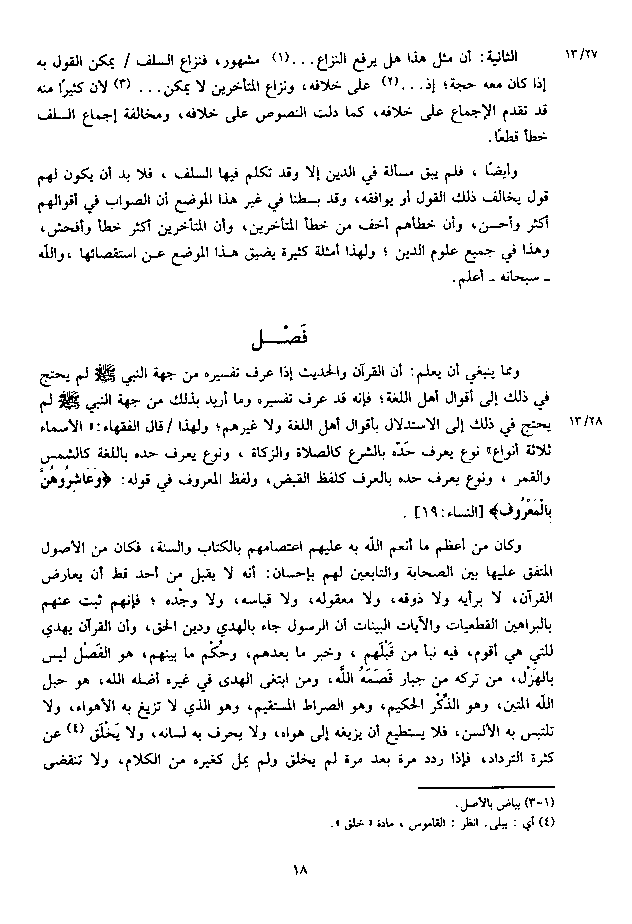 ١٣/٢٧
الثانية: أن مثل هذا هل يرفع النزاع...(١) مشهور، فنزاع السلف / يمكن القول به
إذا كان معه حجة؛ إذ...(٢) على خلافه، ونزاع المتأخرين لا يمكن...(٣) لأن كثيرًا منه
قد تقدم الإجماع على خلافه، كما دلت النصوص على خلافه، ومخالفة إجماع السلف
خطأ قطعًا.
وأيضًا ، فلم يبق مسألة في الدين إلا وقد تكلم فيها السلف ، فلا بد أن يكون لهم
قول يخالف ذلك القول أو يوافقه، وقد بسطنا في غير هذا الموضع أن الصواب في أقوالهم
أكثر وأحسن، وأن خطأهم أخف من خطأ المتأخرين، وأن المتأخرين أكثر خطأ وأفحش،
وهذا في جميع علوم الدين ؛ ولهذا أمثلة كثيرة يضيق هذا الموضع عن استقصائها ،والله
ـ سبحانه ـ أعلم.
فَصْل
ومما ينبغي أن يعلم: أن القرآن والحديث إذا عرف تفسيره من جهة النبي ﷺ لم يحتج
في ذلك إلى أقوال أهل اللغة؛ فإنه قد عرف تفسيره وما أريد بذلك من جهة النبي ﷺ لم
١٣/٢٨
يحتج في ذلك إلى الاستدلال بأقوال أهل اللغة ولا غيرهم؛ ولهذا / قال الفقهاء: « الأسماء
ثلاثة أنواع» نوع يعرف حَدّه بالشرع كالصلاة والزكاة ، ونوع يعرف حده باللغة كالشمس
والقمر ، ونوع يعرف حده بالعرف كلفظ القبض، ولفظ المعروف في قوله: ﴿وَعَاشِرُوهُنَّ
بِالْمَعْرُوفِ﴾ [النساء:١٩] .
وكان من أعظم ما أنعم الله به عليهم اعتصامهم بالكتاب والسنة، فكان من الأصول
المتفق عليها بين الصحابة والتابعين لهم بإحسان: أنه لا يقبل من أحد قط أن يعارض
القرآن، لا برأيه ولا ذوقه، ولا معقوله، ولا قياسه، ولا وجْده ؛ فإنهم ثبت عنهم
بالبراهين القطعيات والآيات البينات أن الرسول جاء بالهدي ودين الحق، وأن القرآن يهدي
للتي هي أقوم، فيه نبأ من قَبْلَهم ، وخبر ما بعدهم، وحُكْم ما بينهم، هو الفَصْل ليس
بالهَزْل، من تركه من جبار قَصَمَهُ اللَّه، ومن ابتغى الهدى في غيره أضله الله، هو حبل
الله المتين، وهو الذِّكْر الحكيم، وهو الصراط المستقيم، وهو الذي لا تزيغ به الأهواء، ولا
تلتبس به الألسن، فلا يستطيع أن يزيغه إلى هواه، ولا يحرف به لسانه، ولا يَخْلَق (٤) عن
كثرة الترداد، فإذا ردد مرة بعد مرة لم يخلق ولم يمل كغيره من الكلام، ولا تنقضى
(١-٣) بياض بالأصل.
(٤) أي : يبلى. انظر : القاموس ، مادة « خلق ».
١٨